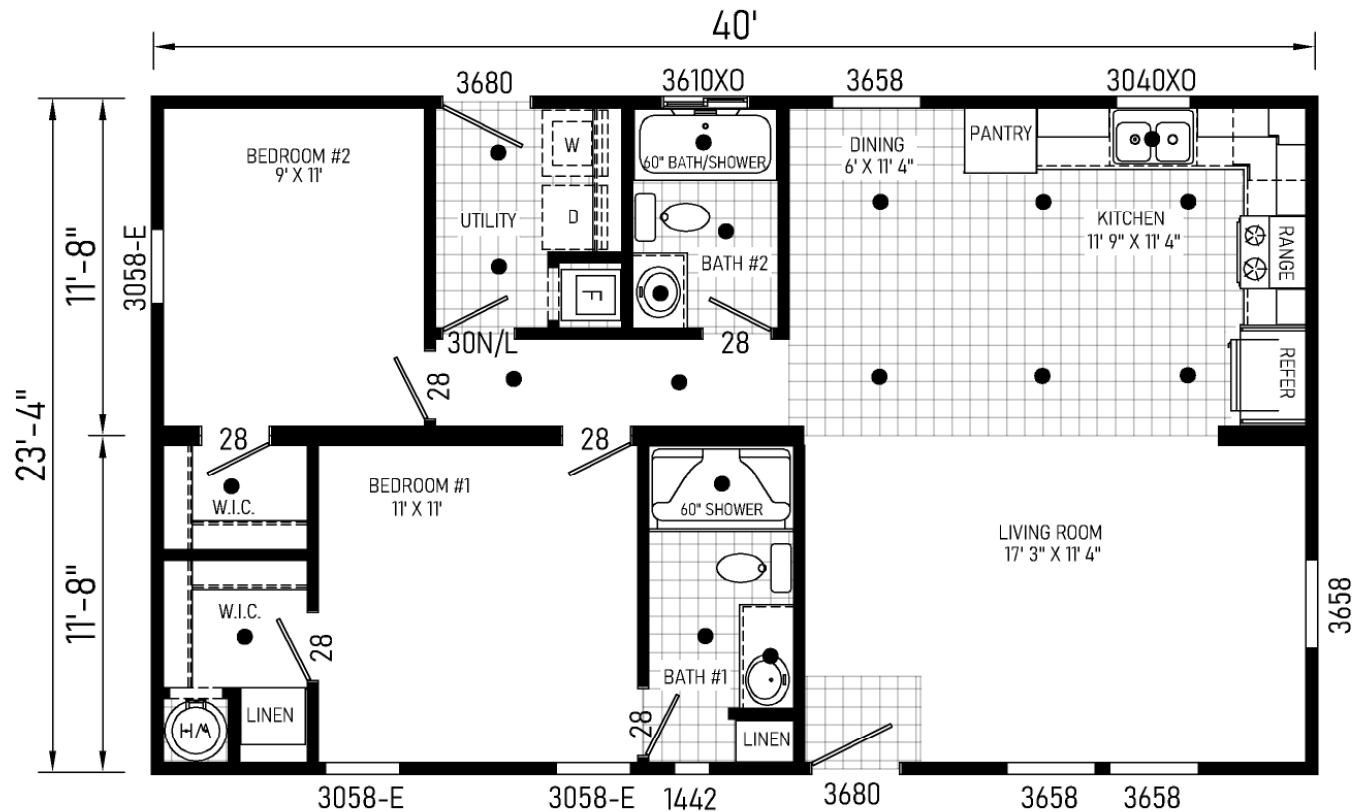 40'
3680
3610XO
3658
3040XO
BEDROOM #2
9' X 11'
W
60" BATH/SHOWER
DINING
6' X 11' 4"
PANTRY
UTILITY
D
KITCHEN
11' 9" X 11' 4"
RANGE
BATH #2
F
11'-8"
3058-E
30N/L
28
28
REFER
23'-4"
28
28
W.I.C.
BEDROOM #1
11' X 11'
60" SHOWER
LIVING ROOM
17' 3" X 11' 4"
11'-8"
W.I.C.
28
3658
BATH #1
LINEN
WH
28
LINEN
3058-E
3058-E
1442
3680
3658
3658